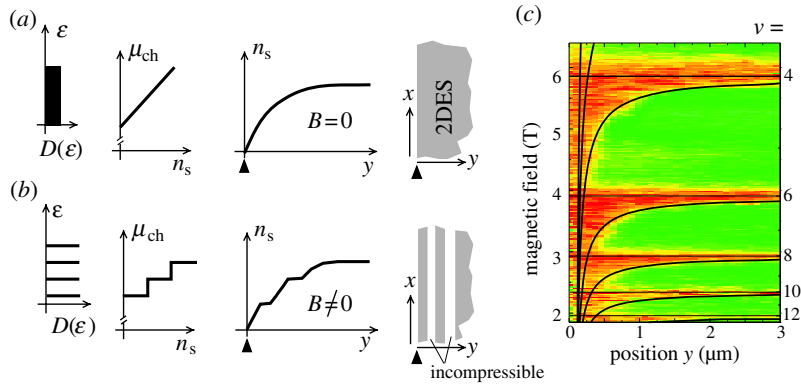 (a)
ε
D(ε)
μch
ns
ns
B=0
y
x
2DES
y
(b)
ε
D(ε)
μch
ns
ns
B≠0
y
x
y
incompressible
(c)
ν =
magnetic field (T)
6
5
4
3
2
4
6
8
10
12
0 1 2 3
position y (μm)